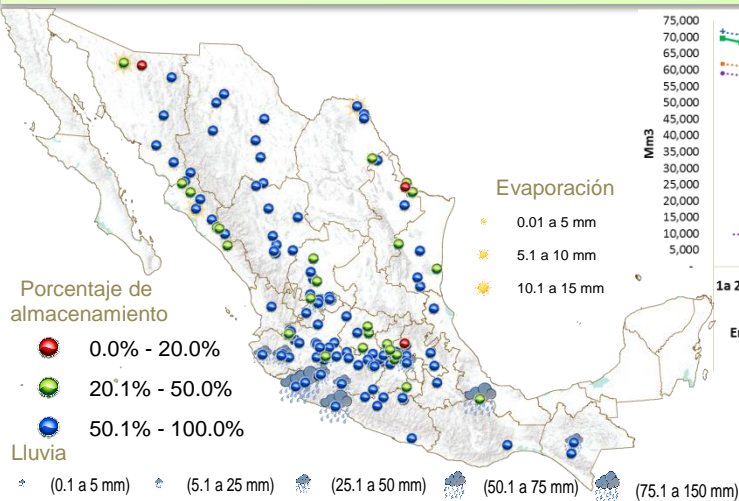 75,000
70,000
65,000
60,000
55,000
50,000
45,000
40,000
35,000
30,000
25,000
20,000
15,000
10,000
5,000
-
Mm3
1a 2
En
Evaporación
0.01 a 5 mm
5.1 a 10 mm
10.1 a 15 mm
Porcentaje de
almacenamiento
0.0% - 20.0%
20.1% - 50.0%
50.1% - 100.0%
Lluvia
(0.1 a 5 mm)
(5.1 a 25 mm)
(25.1 a 50 mm)
(50.1 a 75 mm)
(75.1 a 150 mm)